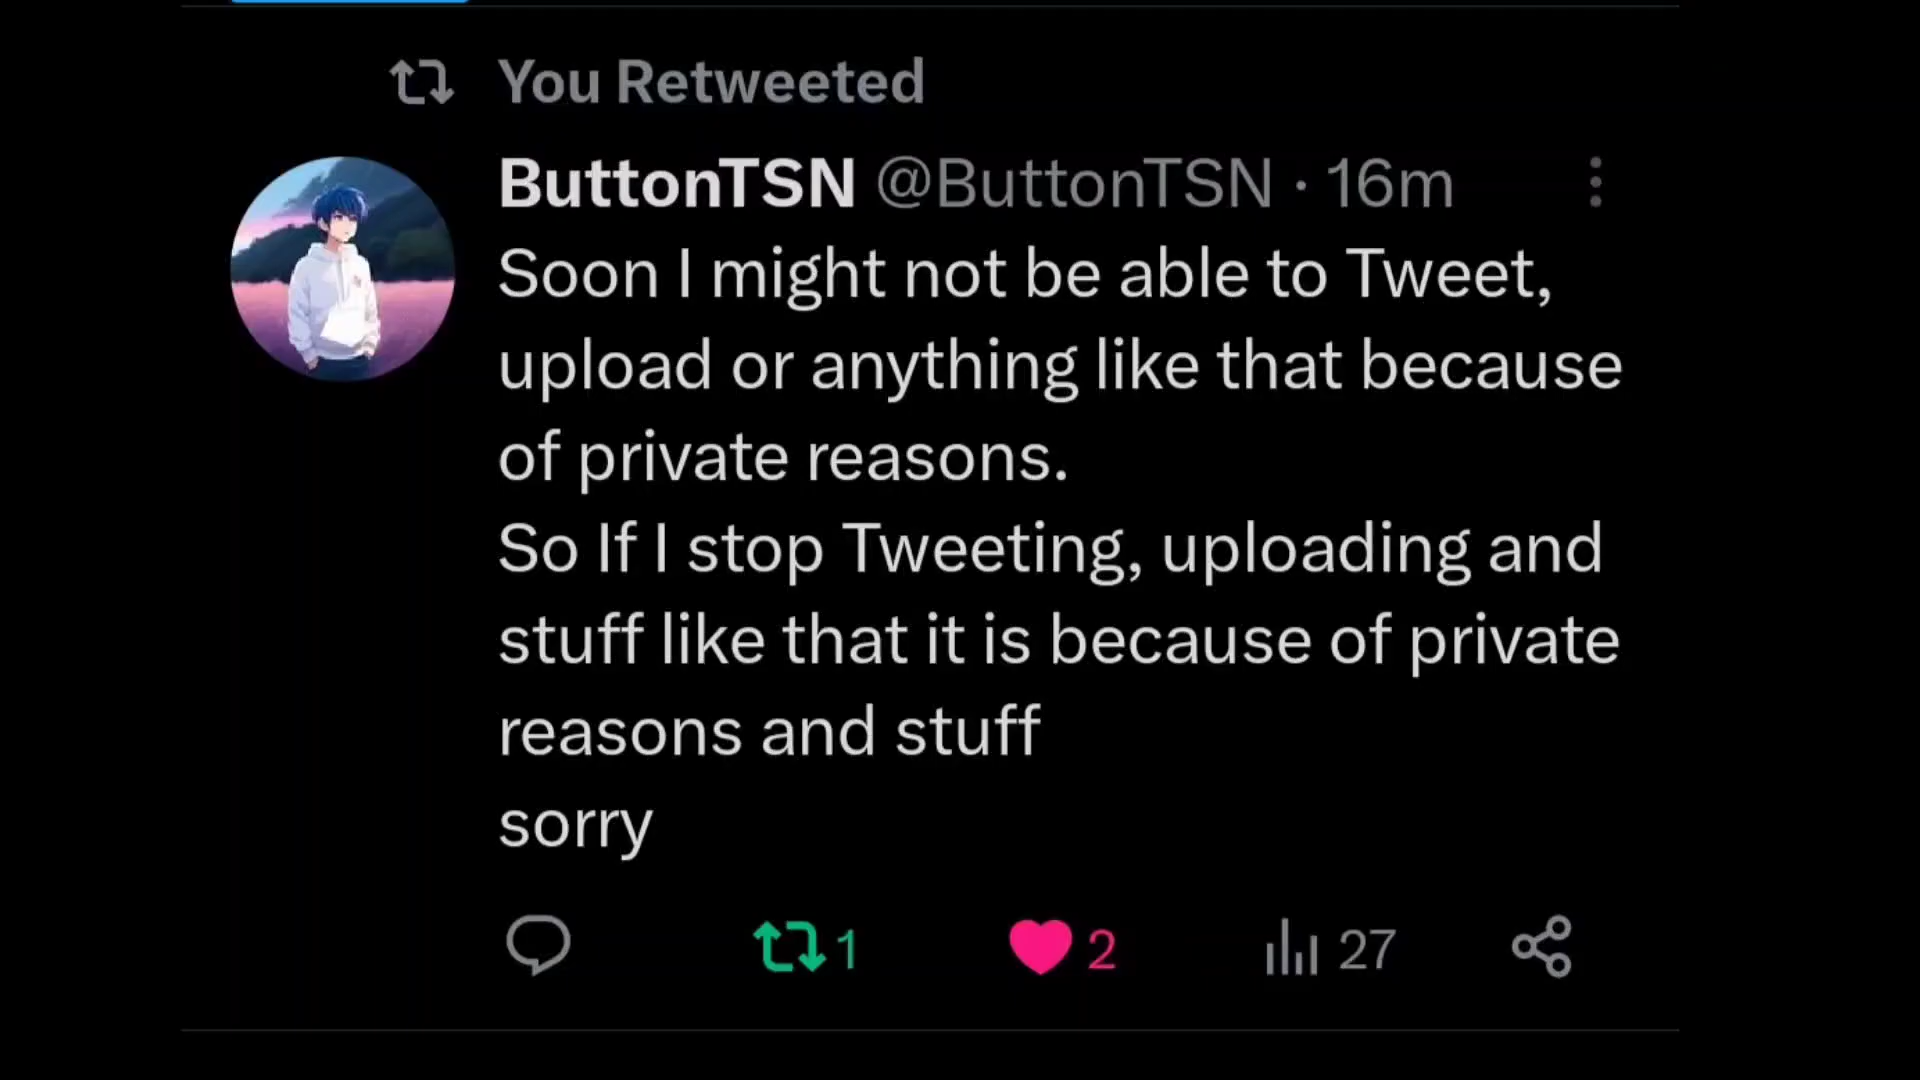 You Retweeted
ButtonTSN @ButtonTSN · 16m
Soon I might not be able to Tweet,
upload or anything like that because
of private reasons.
So If I stop Tweeting, uploading and
stuff like that it is because of private
reasons and stuff
sorry
1 2 27